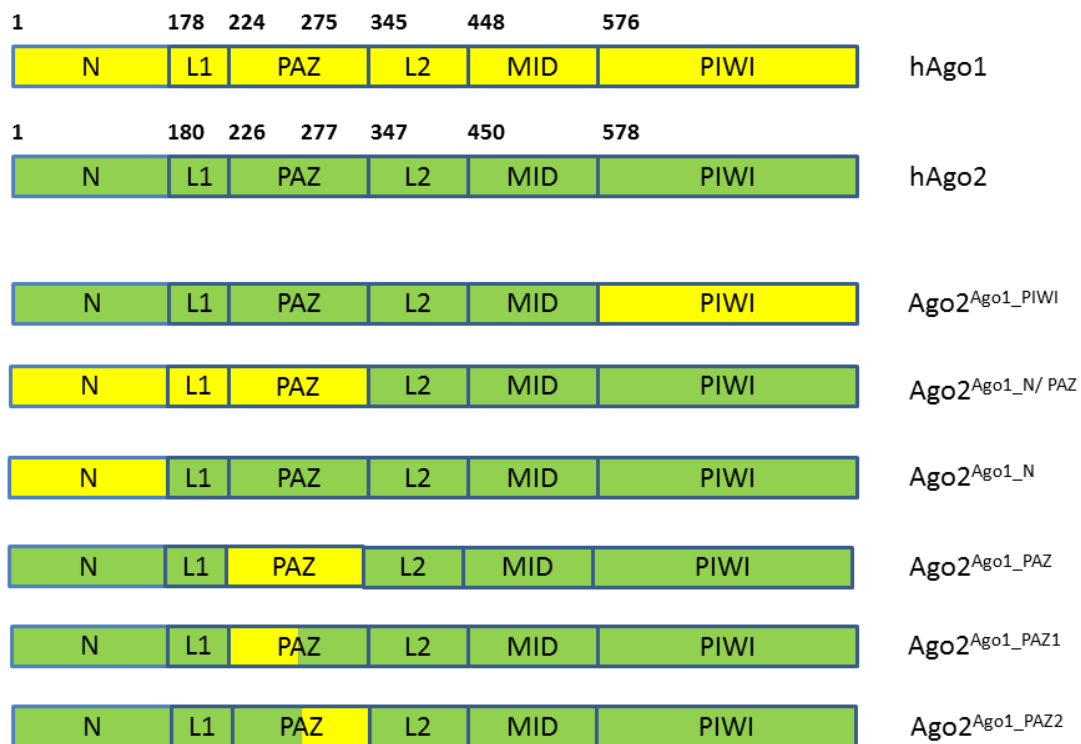 1 178 224 275 345 448 576
N L1 PAZ L2 MID PIWI hAgo1
1 180 226 277 347 450 578
N L1 PAZ L2 MID PIWI hAgo2
N L1 PAZ L2 MID PIWI Ago2Ago1_PIWI
N L1 PAZ L2 MID PIWI Ago2Ago1_N/ PAZ
N L1 PAZ L2 MID PIWI Ago2Ago1_N
N L1 PAZ L2 MID PIWI Ago2Ago1_PAZ
N L1 PAZ L2 MID PIWI Ago2Ago1_PAZ1
N L1 PAZ L2 MID PIWI Ago2Ago1_PAZ2